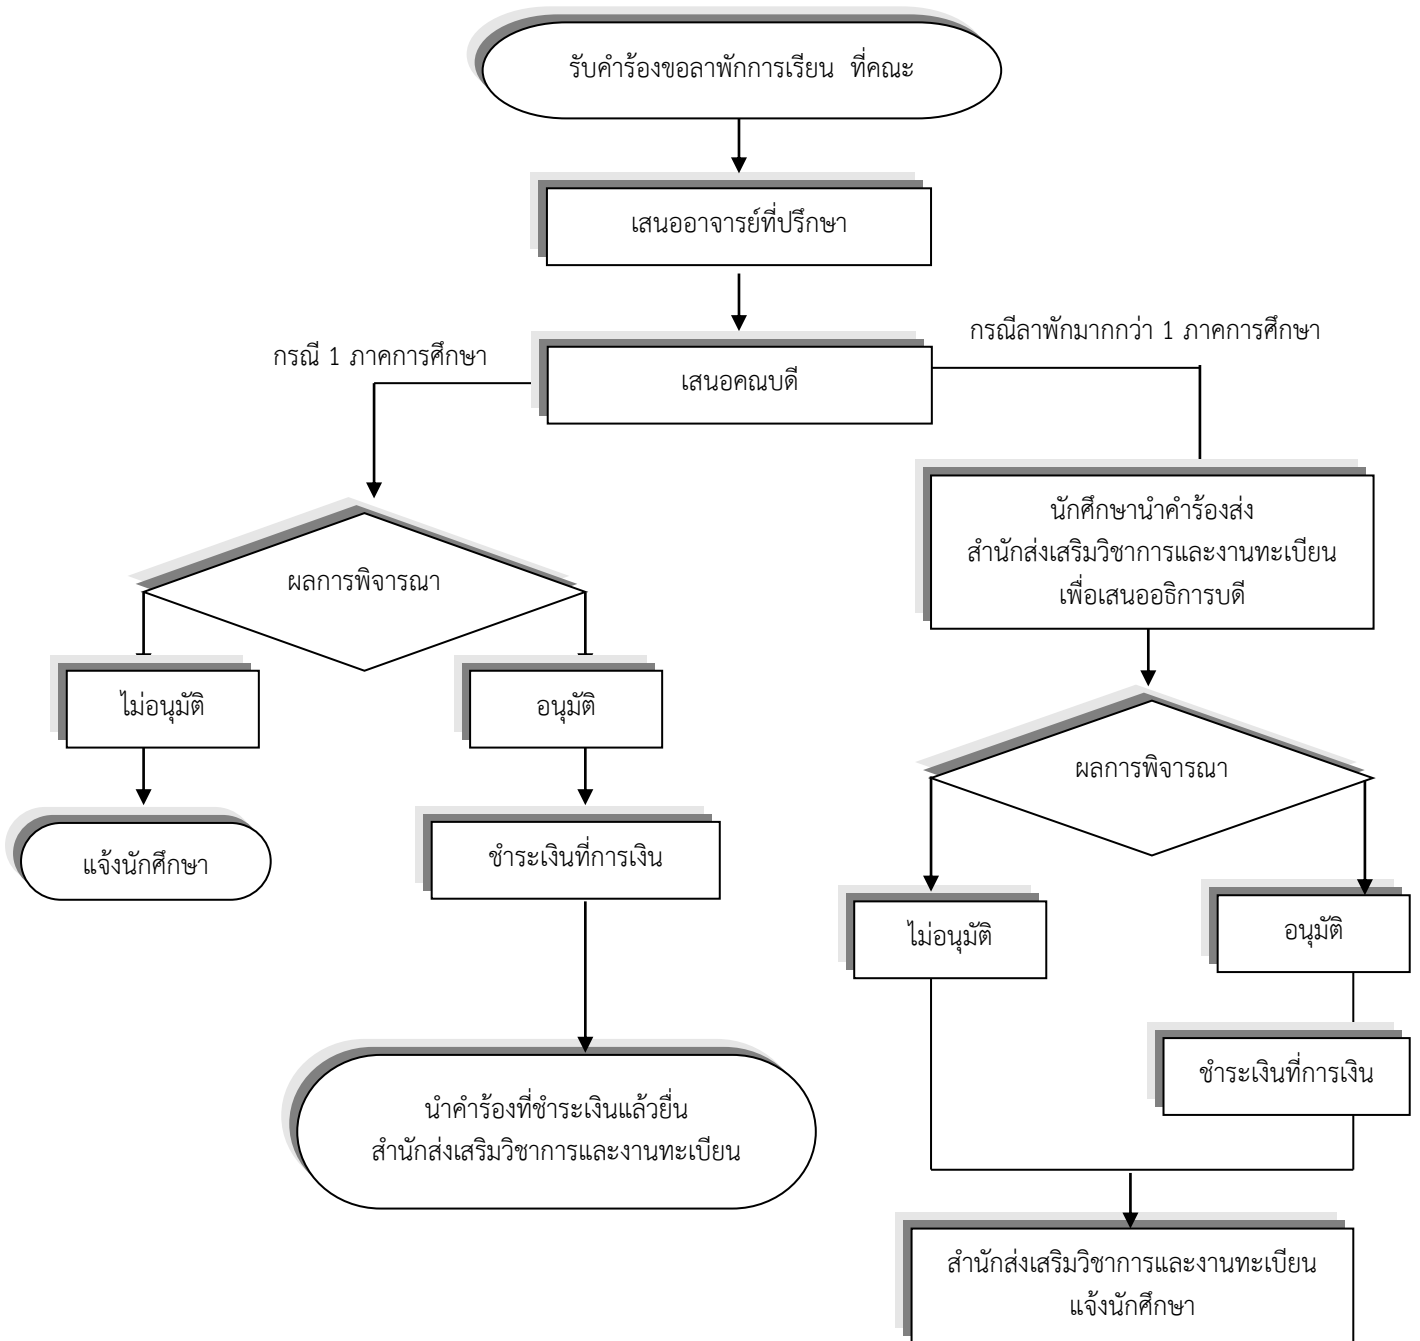 รับคำร้องขอลาพักการเรียน ที่คณะ
เสนออาจารย์ที่ปรึกษา
กรณีลาพักมากกว่า 1 ภาคการศึกษา
กรณี 1 ภาคการศึกษา
เสนอคณบดี
นักศึกษานำคำร้องส่ง
สำนักส่งเสริมวิชาการและงานทะเบียน
เพื่อเสนออธิการบดี
ผลการพิจารณา
ไม่อนุมัติ
อนุมัติ
ผลการพิจารณา
แจ้งนักศึกษา
ชำระเงินที่การเงิน
ไม่อนุมัติ
อนุมัติ
ชำระเงินที่การเงิน
นำคำร้องที่ชำระเงินแล้วยื่น
สำนักส่งเสริมวิชาการและงานทะเบียน
สำนักส่งเสริมวิชาการและงานทะเบียน
แจ้งนักศึกษา